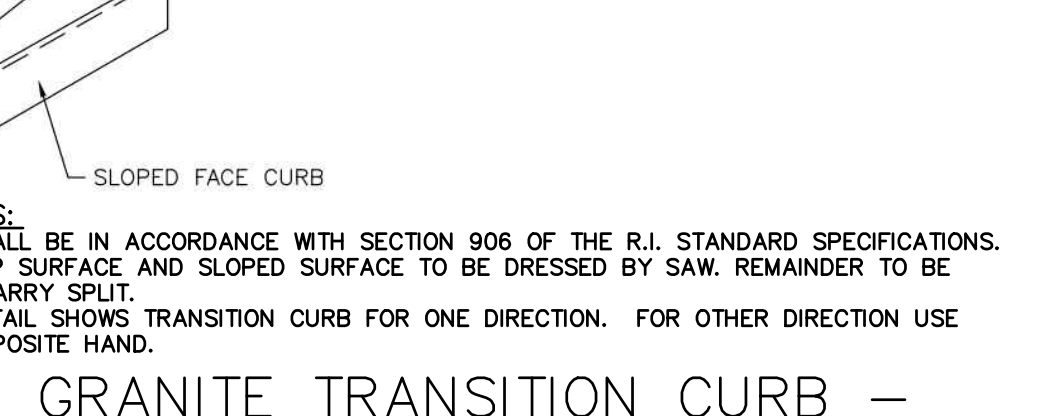 SLOPED FACE CURB
S:
ALL BE IN ACCORDANCE WITH SECTION 906 OF THE R.I. STANDARD SPECIFICATIONS.
P SURFACE AND SLOPED SURFACE TO BE DRESSED BY SAW. REMAINDER TO BE
ARRY SPLIT.
TAIL SHOWS TRANSITION CURB FOR ONE DIRECTION. FOR OTHER DIRECTION USE
POSITE HAND.
GRANITE TRANSITION CURB –